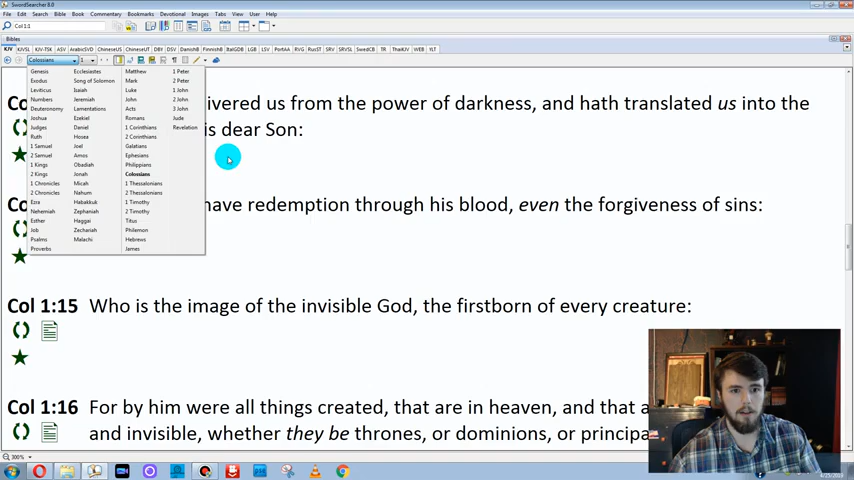 SwordSearcher 8.0
File Edit Search Bible Book Commentary Bookmarks Devotional Images Tabs View User Help
Col 1:1
Bibles
KJV KJVSL KJV-TSK ASV ArabicSVD ChineseUS ChineseUT DBY DSV DanishB FinnishB ItalGDB LGB LSV PortAA RVG RusST SRV SRVSL SwedCB TR ThaiKJV WEB YLT
Colossians 1
Genesis Ecclesiastes Matthew 1 Peter
Exodus Song of Solomon Mark 2 Peter
Leviticus Isaiah Luke 1 John
Numbers Jeremiah John 2 John
Deuteronomy Lamentations Acts 3 John
Joshua Ezekiel Romans Jude
Judges Daniel 1 Corinthians Revelation
Ruth Hosea 2 Corinthians
1 Samuel Joel Galatians
2 Samuel Amos Ephesians
1 Kings Obadiah Philippians
2 Kings Jonah Colossians
1 Chronicles Micah 1 Thessalonians
2 Chronicles Nahum 2 Thessalonians
Ezra Habakkuk 1 Timothy
Nehemiah Zephaniah 2 Timothy
Esther Haggai Titus
Job Zechariah Philemon
Psalms Malachi Hebrews
Proverbs James
Co ivered us from the power of darkness, and hath translated us into the
is dear Son:
have redemption through his blood, even the forgiveness of sins:
Col 1:15 Who is the image of the invisible God, the firstborn of every creature:
Col 1:16 For by him were all things created, that are in heaven, and that a
and invisible, whether they be thrones, or dominions, or principa
300%